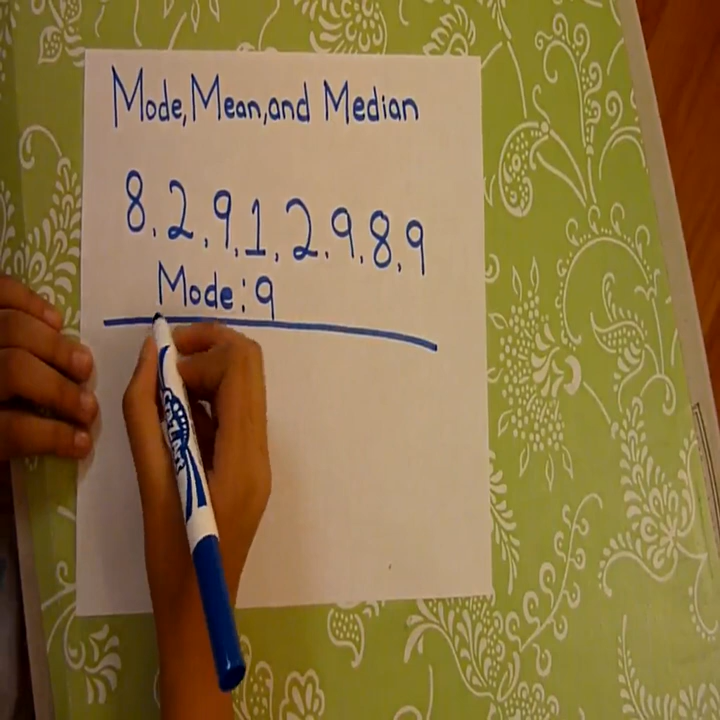 Mode, Mean, and Median
8, 2, 9, 1, 2, 9, 8, 9
Mode: 9